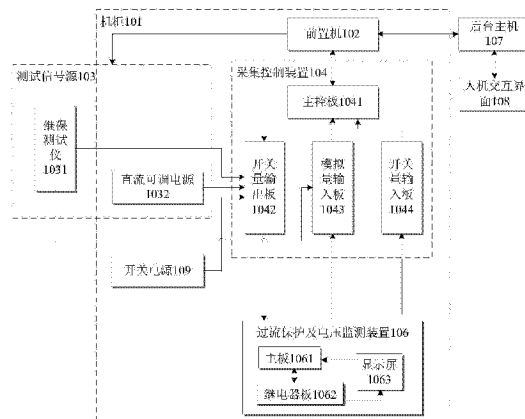 机柜101
前置机102
后台主机
107
测试信号源103
采集控制装置104
人机交互界
面108
主控板1041
继保
测试
仪
1031
直流可调电源
1032
开关
量输
出板
1042
模拟
量输
入板
1043
开关
量输
入板
1044
开关电源109
过流保护及电压监测装置106
主板1061
显示屏
1063
继电器板1062